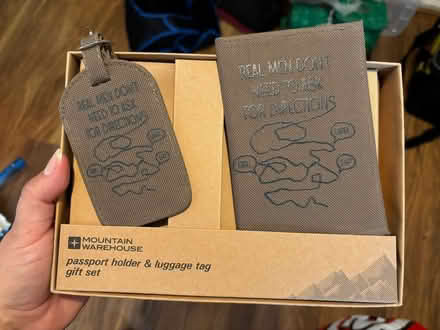 REAL MEN DON'T
NEED TO ASK
FOR DIRECTIONS
REAL MEN DON'T
NEED TO ASK
FOR DIRECTIONS
MOUNTAIN
WAREHOUSE
passport holder & luggage tag
gift set